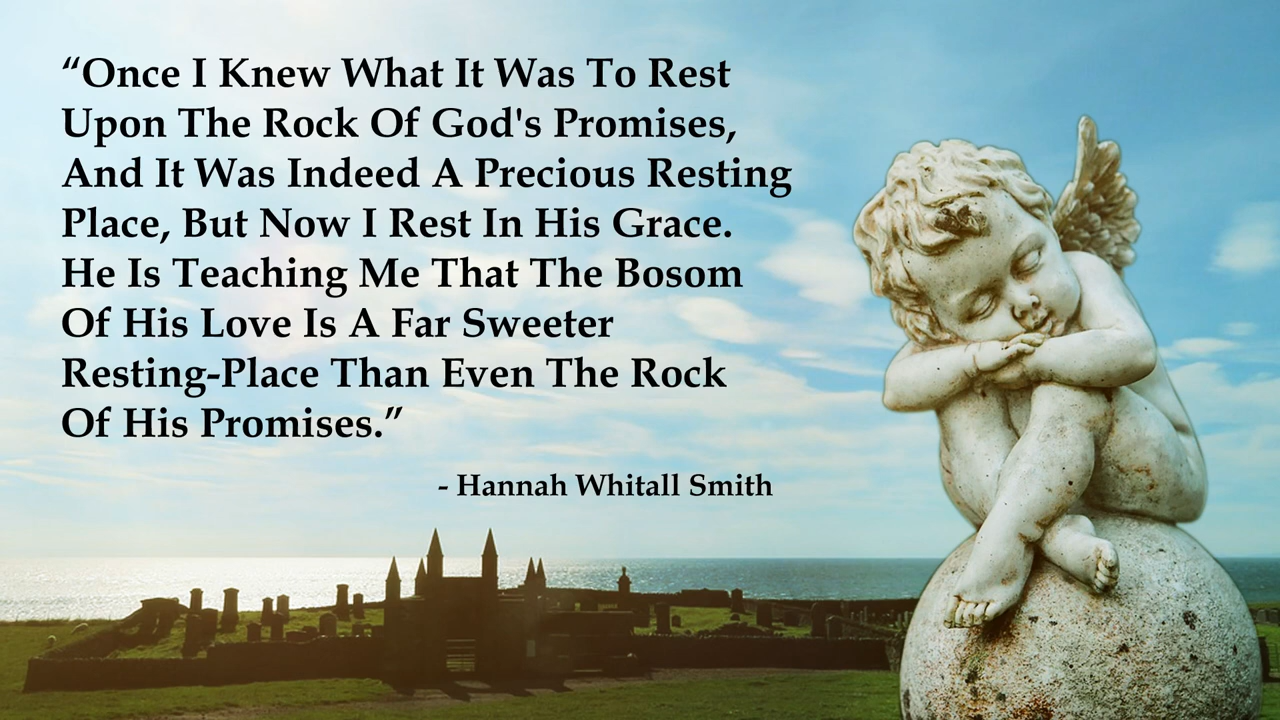 “Once I Knew What It Was To Rest
Upon The Rock Of God's Promises,
And It Was Indeed A Precious Resting
Place, But Now I Rest In His Grace.
He Is Teaching Me That The Bosom
Of His Love Is A Far Sweeter
Resting-Place Than Even The Rock
Of His Promises.”
- Hannah Whitall Smith